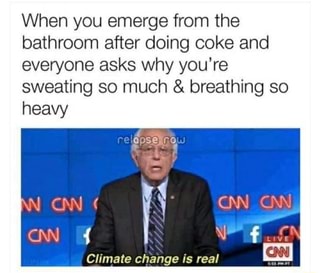 When you emerge from the
bathroom after doing coke and
everyone asks why you're
sweating so much & breathing so
heavy
relapse now
CNN CNN CNN
CNN f
LIVE
CNN
Climate change is real